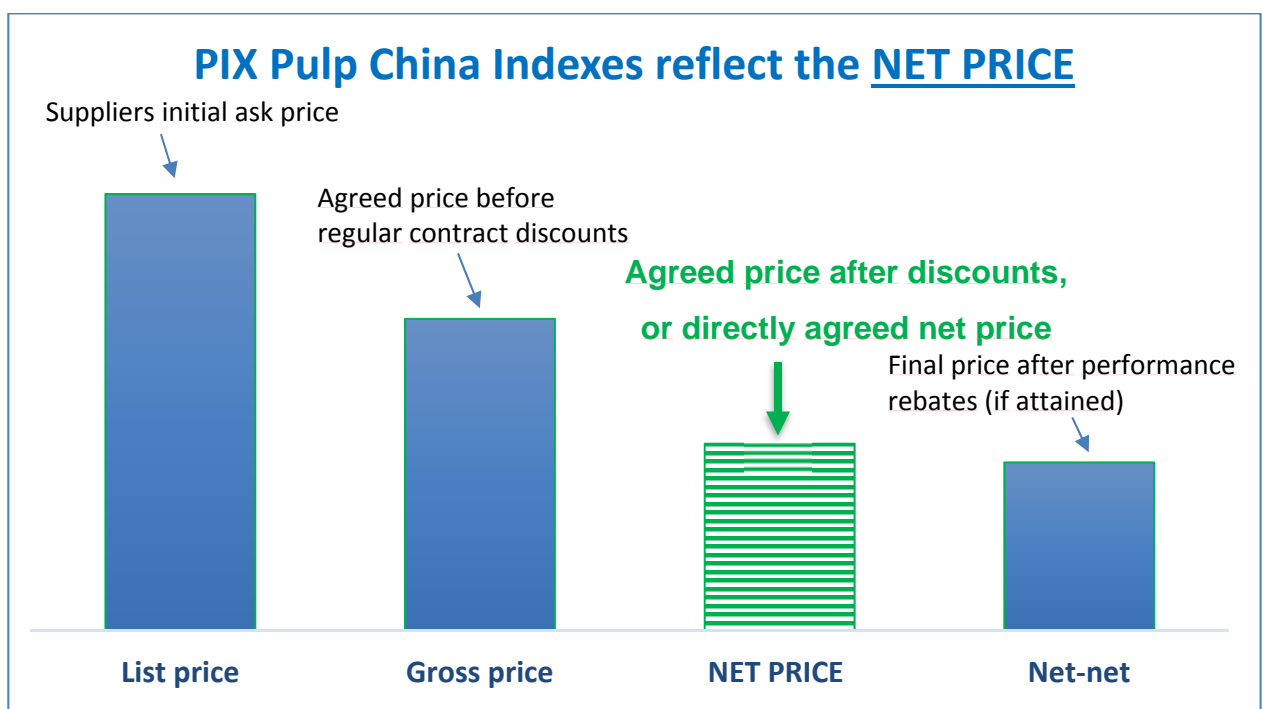 PIX Pulp China Indexes reflect the NET PRICE
Suppliers initial ask price
Agreed price before
regular contract discounts
Agreed price after discounts,
or directly agreed net price
Final price after performance
rebates (if attained)
List price
Gross price
NET PRICE
Net-net